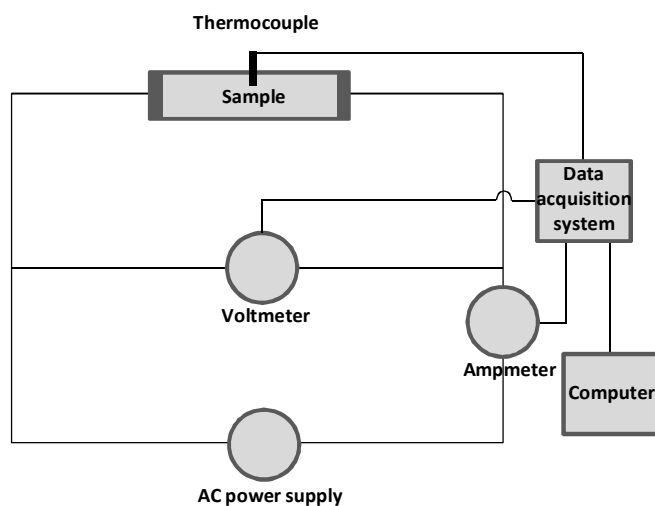 Thermocouple
Sample
Data
acquisition
system
Voltmeter
Ampmeter
Computer
AC power supply